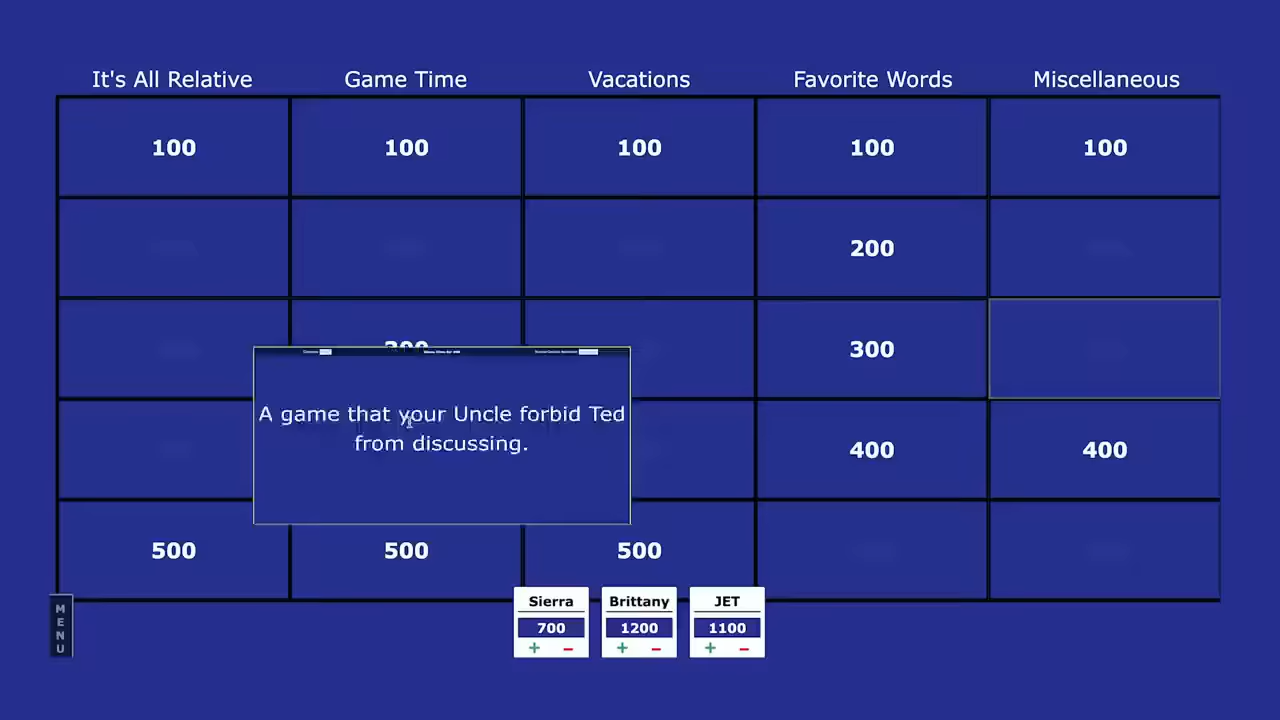 It's All Relative Game Time Vacations Favorite Words Miscellaneous
100 100 100 100 100
200
300
A game that your Uncle forbid Ted
from discussing.
400 400
500 500 500
MENU
Sierra Brittany JET
700 1200 1100
+ − + − + −